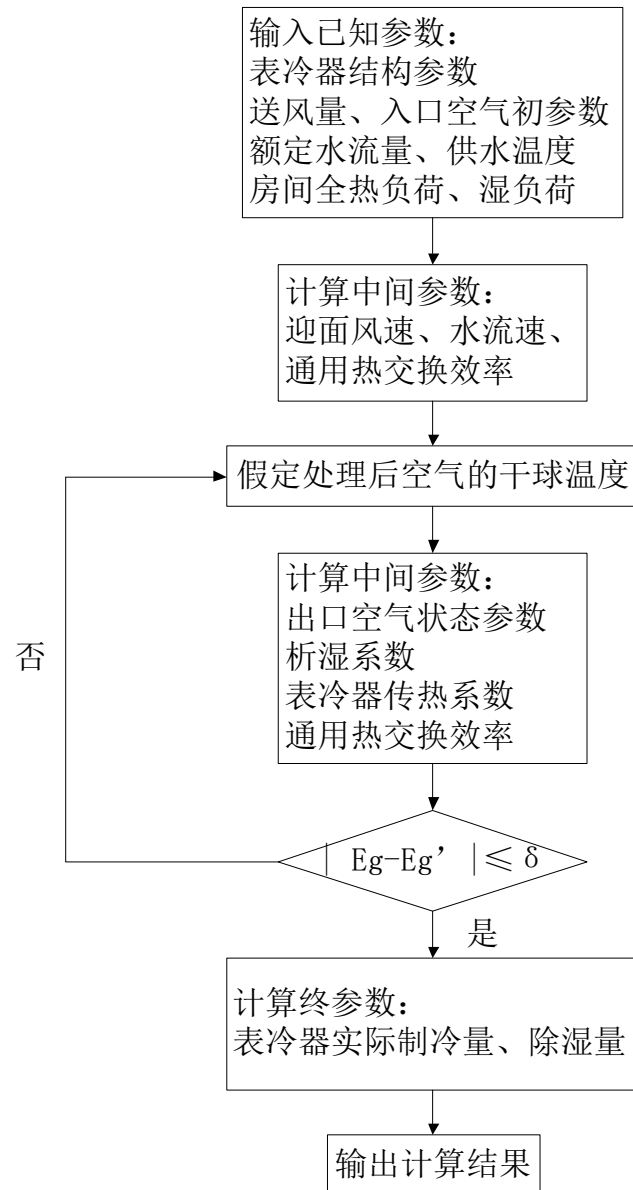 输入已知参数：
表冷器结构参数
送风量、入口空气初参数
额定水流量、供水温度
房间全热负荷、湿负荷
计算中间参数：
迎面风速、水流速、
通用热交换效率
假定处理后空气的干球温度
计算中间参数：
出口空气状态参数
析湿系数
表冷器传热系数
通用热交换效率
否
| Eg-Eg’ |≤δ
是
计算终参数：
表冷器实际制冷量、除湿量
输出计算结果